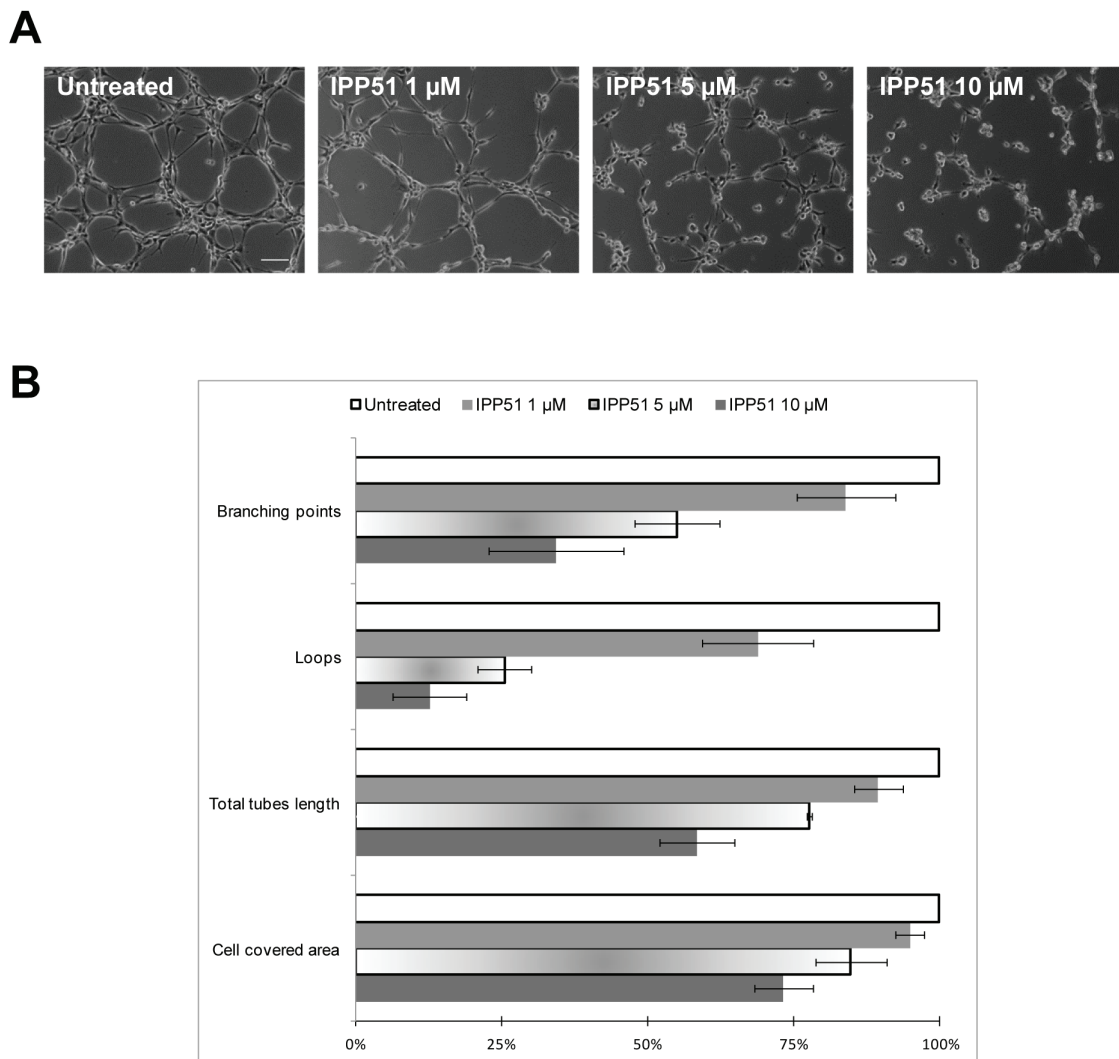 A
Untreated
IPP51 1 µM
IPP51 5 µM
IPP51 10 µM
B
Untreated IPP51 1 µM IPP51 5 µM IPP51 10 µM
Branching points
Loops
Total tubes length
Cell covered area
0% 25% 50% 75% 100%